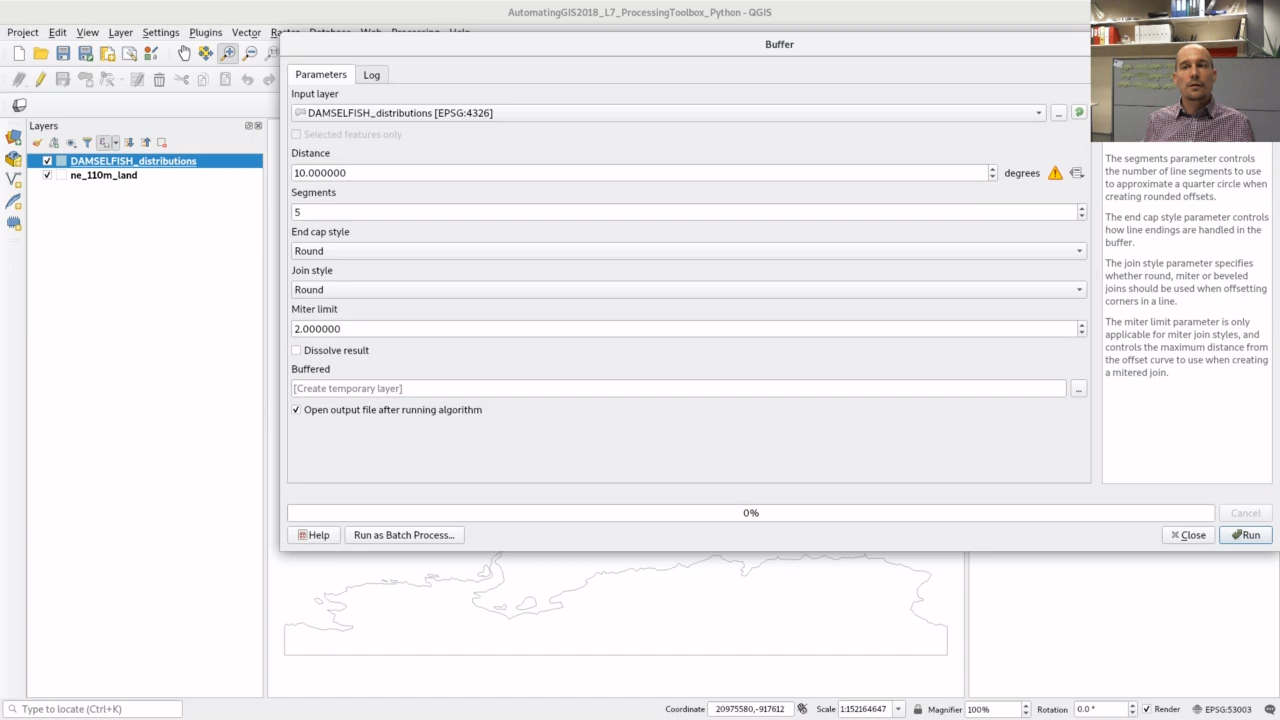 AutomatingGIS2018_L7_ProcessingToolbox_Python - QGIS
Project Edit View Layer Settings Plugins Vector
Buffer
Parameters Log
Input layer
DAMSELFISH_distributions [EPSG:4326]
...
Selected features only
Distance
10.000000
degrees
Segments
5
End cap style
Round
Join style
Round
Miter limit
2.000000
Dissolve result
Buffered
[Create temporary layer]
...
Open output file after running algorithm
0%
Cancel
Help
Run as Batch Process...
Close
Run
The segments parameter controls
the number of line segments to use
to approximate a quarter circle when
creating rounded offsets.
The end cap style parameter controls
how line endings are handled in the
buffer.
The join style parameter specifies
whether round, miter or beveled
joins should be used when offsetting
corners in a line.
The miter limit parameter is only
applicable for miter join styles, and
controls the maximum distance from
the offset curve to use when creating
a mitered join.
Layers
DAMSELFISH_distributions
ne_110m_land
Type to locate (Ctrl+K)
Coordinate 20975580,-917612 Scale 1:152164647 Magnifier 100% Rotation 0.0 ° Render EPSG:53003